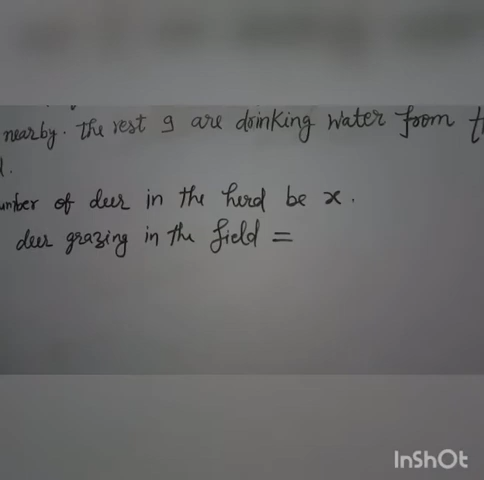 nearby. The rest 9 are drinking water from
umber of deer in the herd be x.
deer grazing in the field =
InShOt